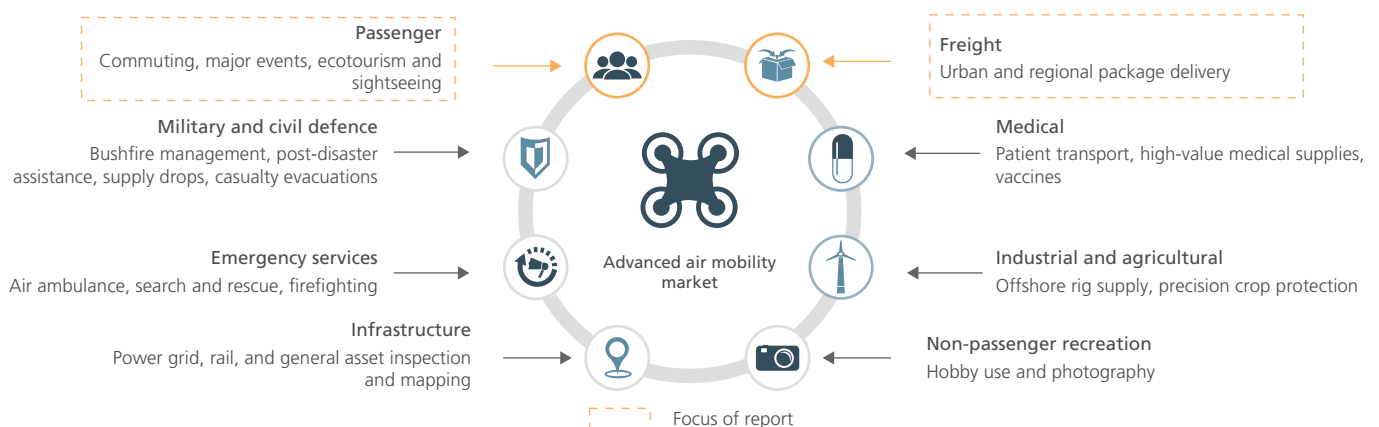 Passenger
Commuting, major events, ecotourism and
sightseeing
Freight
Urban and regional package delivery
Military and civil defence
Bushfire management, post-disaster
assistance, supply drops, casualty evacuations
Medical
Patient transport, high-value medical supplies,
vaccines
Advanced air mobility
market
Emergency services
Air ambulance, search and rescue, firefighting
Industrial and agricultural
Offshore rig supply, precision crop protection
Infrastructure
Power grid, rail, and general asset inspection
and mapping
Non-passenger recreation
Hobby use and photography
Focus of report